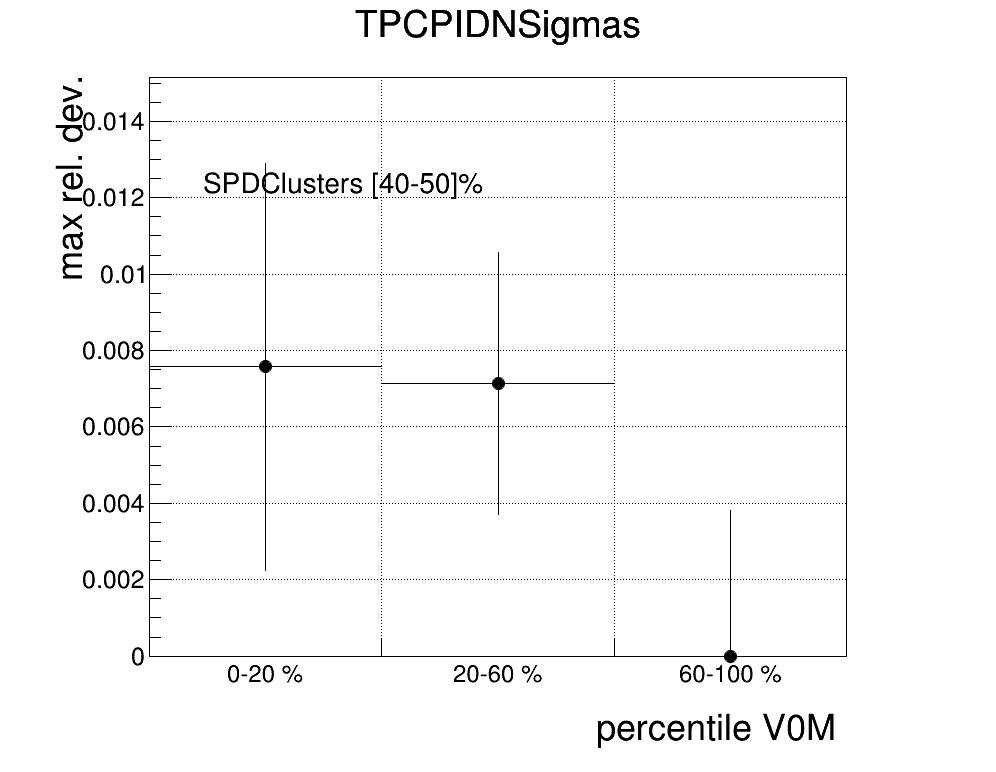 TPCPIDNSigmas
max rel. dev.
0.014
SPDClusters [40-50]%
0.012
0.01
0.008
0.006
0.004
0.002
0
0-20 %
20-60 %
60-100 %
percentile V0M